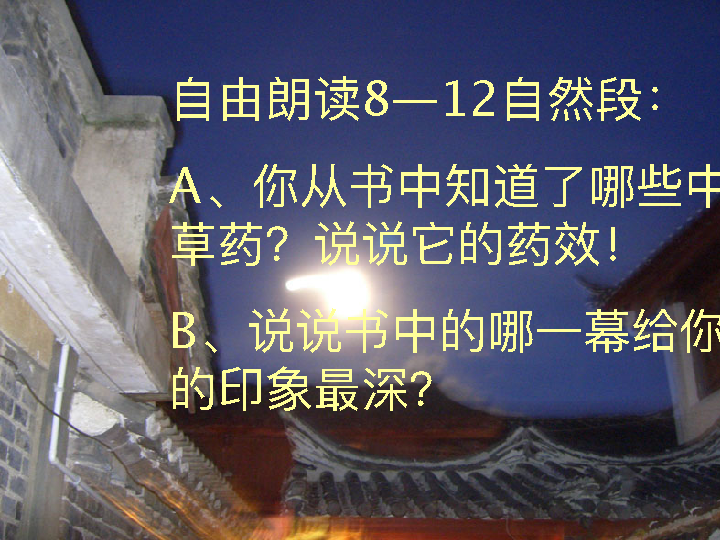 自由朗读8—12自然段：
A、你从书中知道了哪些中
草药？说说它的药效！
B、说说书中的哪一幕给你
的印象最深？